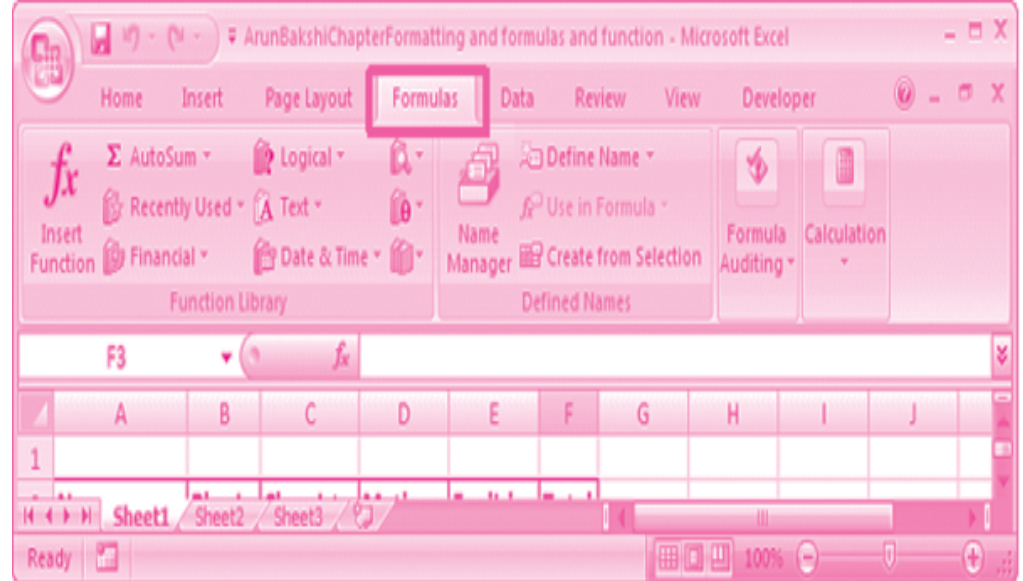 ArunBakshiChapterFormatting and formulas and function - Microsoft Excel
Home Insert Page Layout Formulas Data Review View Developer
fx Insert Function
Σ AutoSum
Recently Used
Financial
Logical
A Text
Date & Time
θ
Function Library
Name Manager
Define Name
Use in Formula
Create from Selection
Defined Names
Formula Auditing
Calculation
F3 fx
A B C D E F G H I J
1
Sheet1 Sheet2 Sheet3
Ready 100%